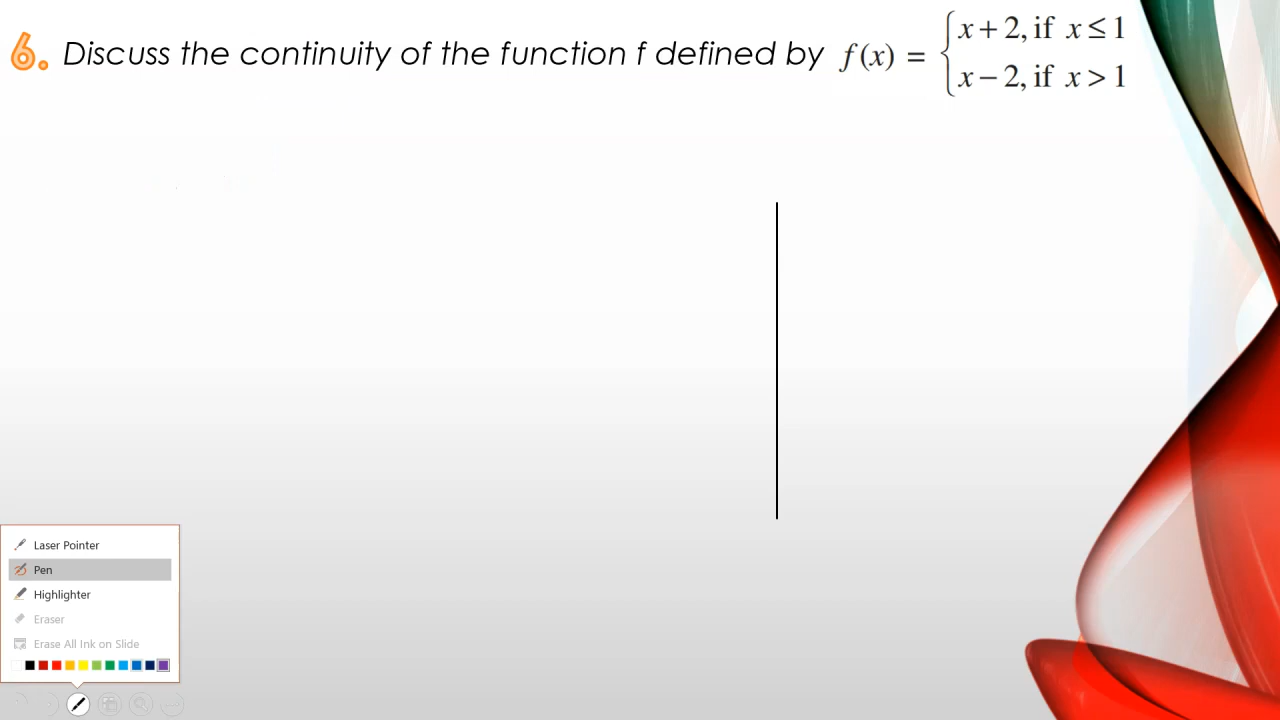 6. Discuss the continuity of the function f defined by f(x) = { x + 2, if x ≤ 1
x − 2, if x > 1
Laser Pointer
Pen
Highlighter
Eraser
Erase All Ink on Slide